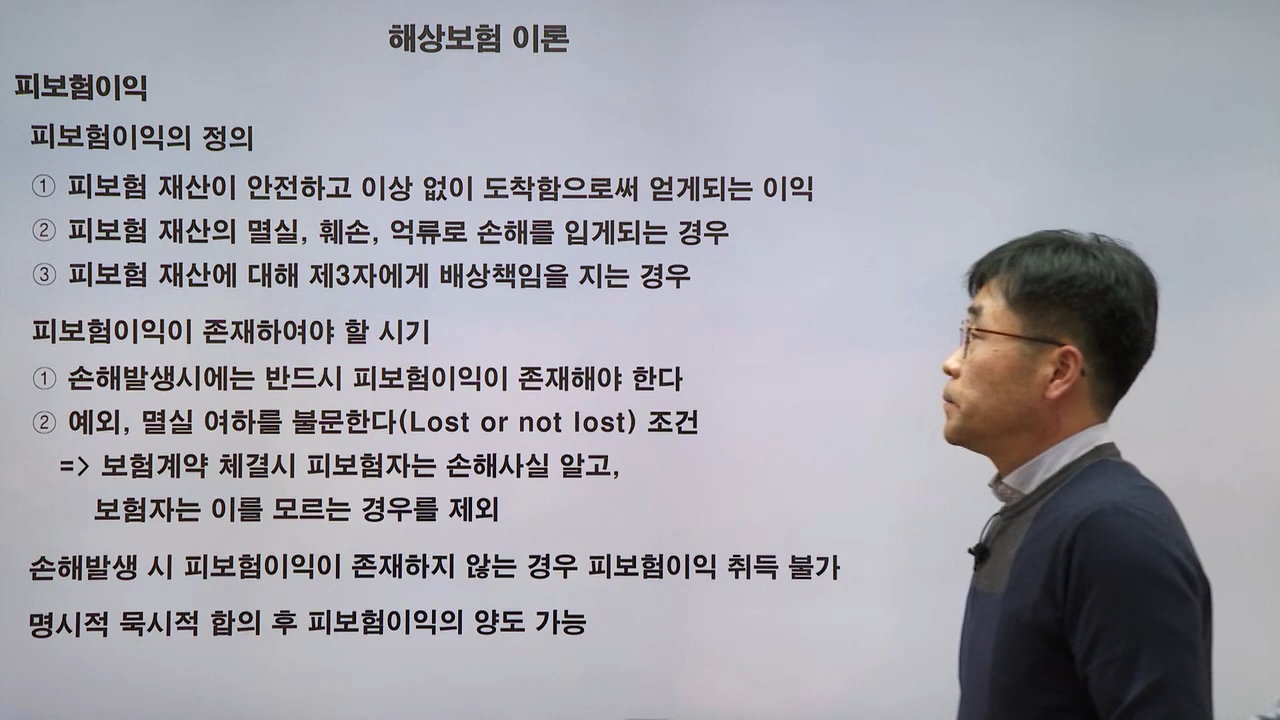 해상보험 이론
피보험이익
피보험이익의 정의
① 피보험 재산이 안전하고 이상 없이 도착함으로써 얻게되는 이익
② 피보험 재산의 멸실, 훼손, 억류로 손해를 입게되는 경우
③ 피보험 재산에 대해 제3자에게 배상책임을 지는 경우
피보험이익이 존재하여야 할 시기
① 손해발생시에는 반드시 피보험이익이 존재해야 한다
② 예외, 멸실 여하를 불문한다(Lost or not lost) 조건
=> 보험계약 체결시 피보험자는 손해사실 알고,
보험자는 이를 모르는 경우를 제외
손해발생 시 피보험이익이 존재하지 않는 경우 피보험이익 취득 불가
명시적 묵시적 합의 후 피보험이익의 양도 가능